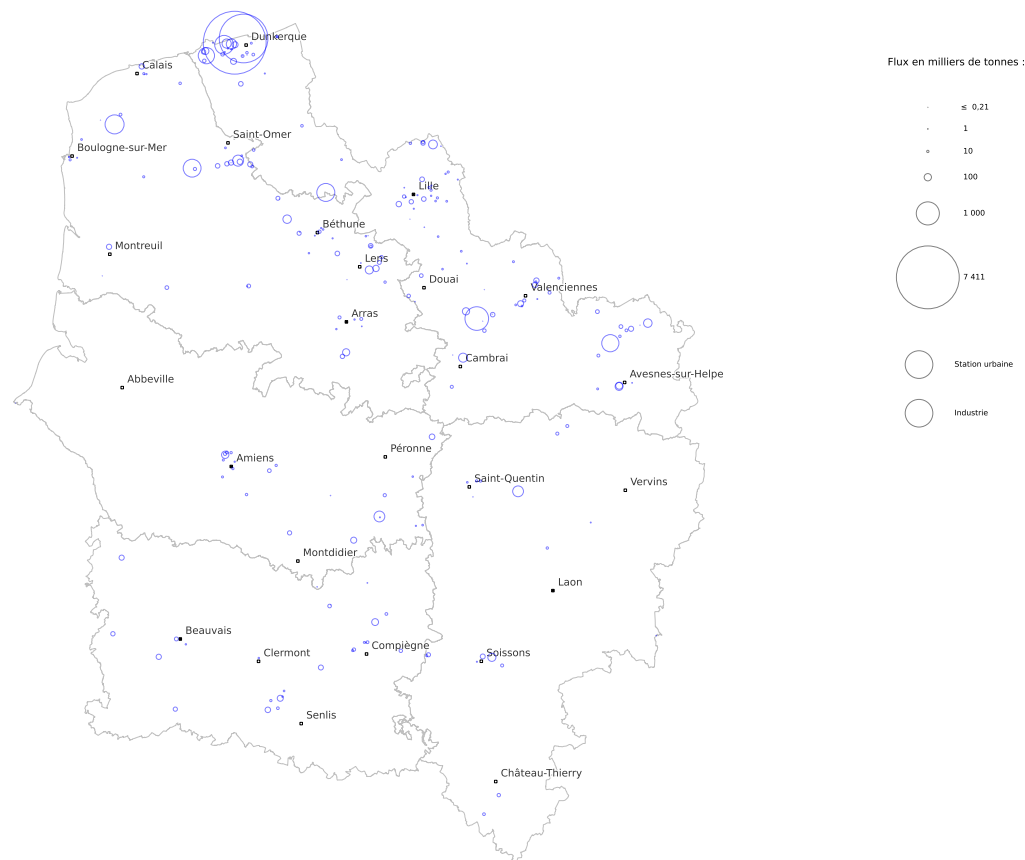 Dunkerque
Calais
Saint-Omer
Boulogne-sur-Mer
Lille
Béthune
Montreuil
Lens
Douai
Valenciennes
Arras
Cambrai
Avesnes-sur-Helpe
Abbeville
Péronne
Amiens
Saint-Quentin
Vervins
Montdidier
Laon
Beauvais
Clermont
Compiègne
Soissons
Senlis
Château-Thierry
Flux en milliers de tonnes :
≤ 0,21
1
10
100
1 000
7 411
Station urbaine
Industrie